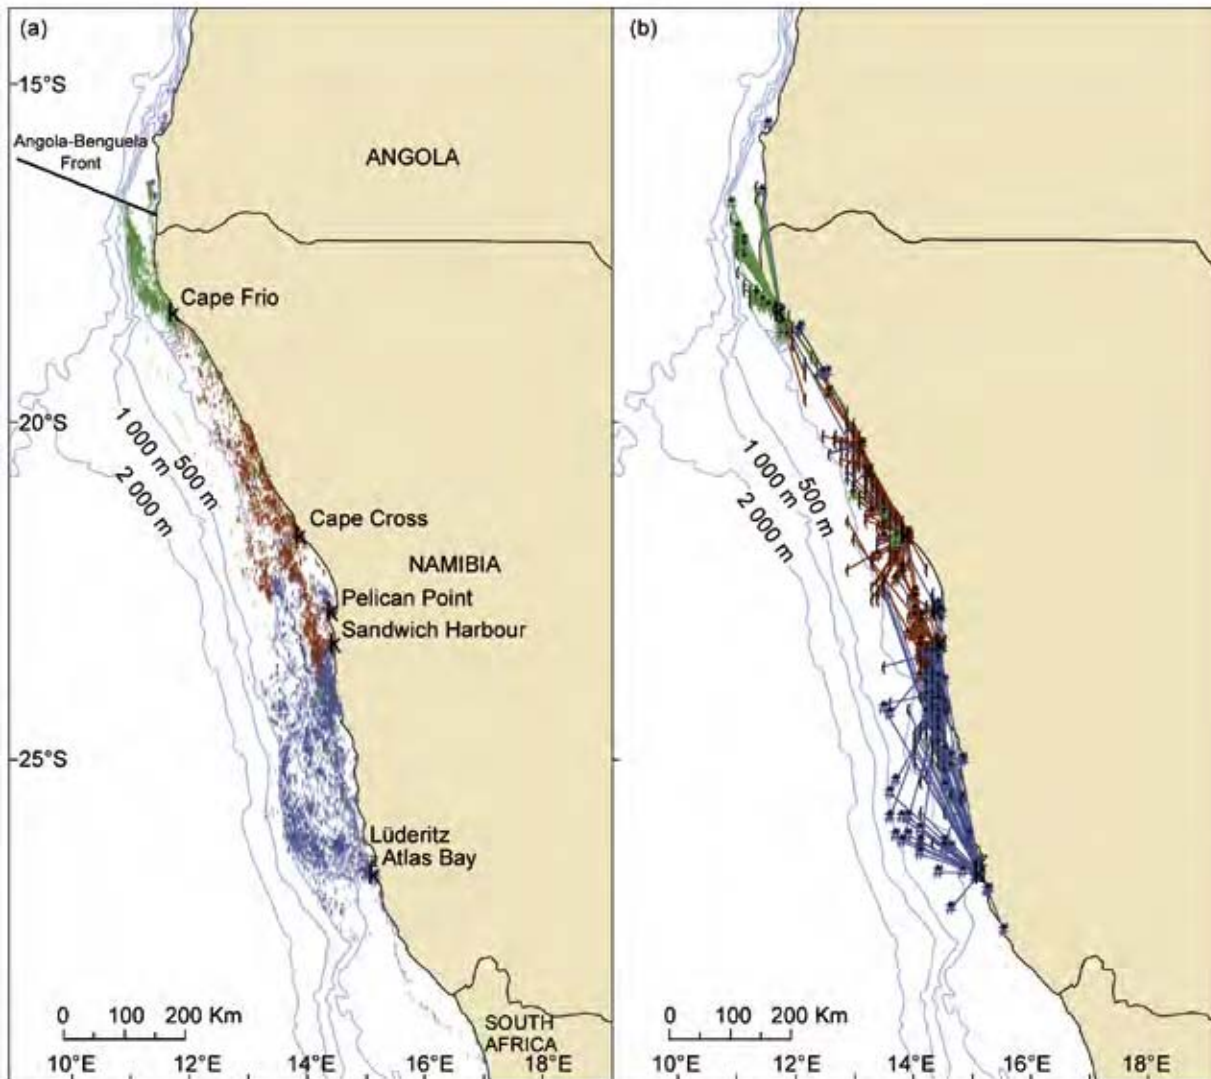 (a)
15°S
Angola-Benguela
Front
ANGOLA
Cape Frio
20°S
1 000 m
500 m
2 000 m
Cape Cross
NAMIBIA
Pelican Point
Sandwich Harbour
25°S
Lüderitz
Atlas Bay
0 100 200 Km
SOUTH
AFRICA
10°E 12°E 14°E 16°E 18°E
(b)
1 000 m
500 m
2 000 m
0 100 200 Km
10°E 12°E 14°E 16°E 18°E